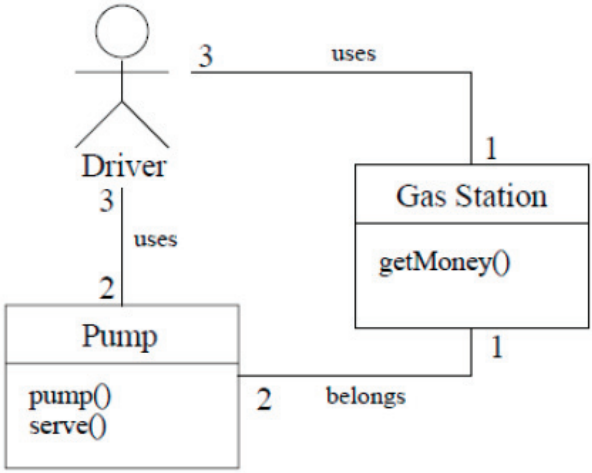 3
uses
Driver
3
uses
2
1
Gas Station
getMoney()
1
Pump
pump()
serve()
2
belongs